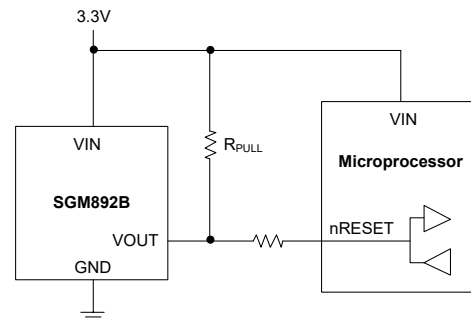 3.3V
VIN
SGM892B
VOUT
GND
RPULL
VIN
Microprocessor
nRESET